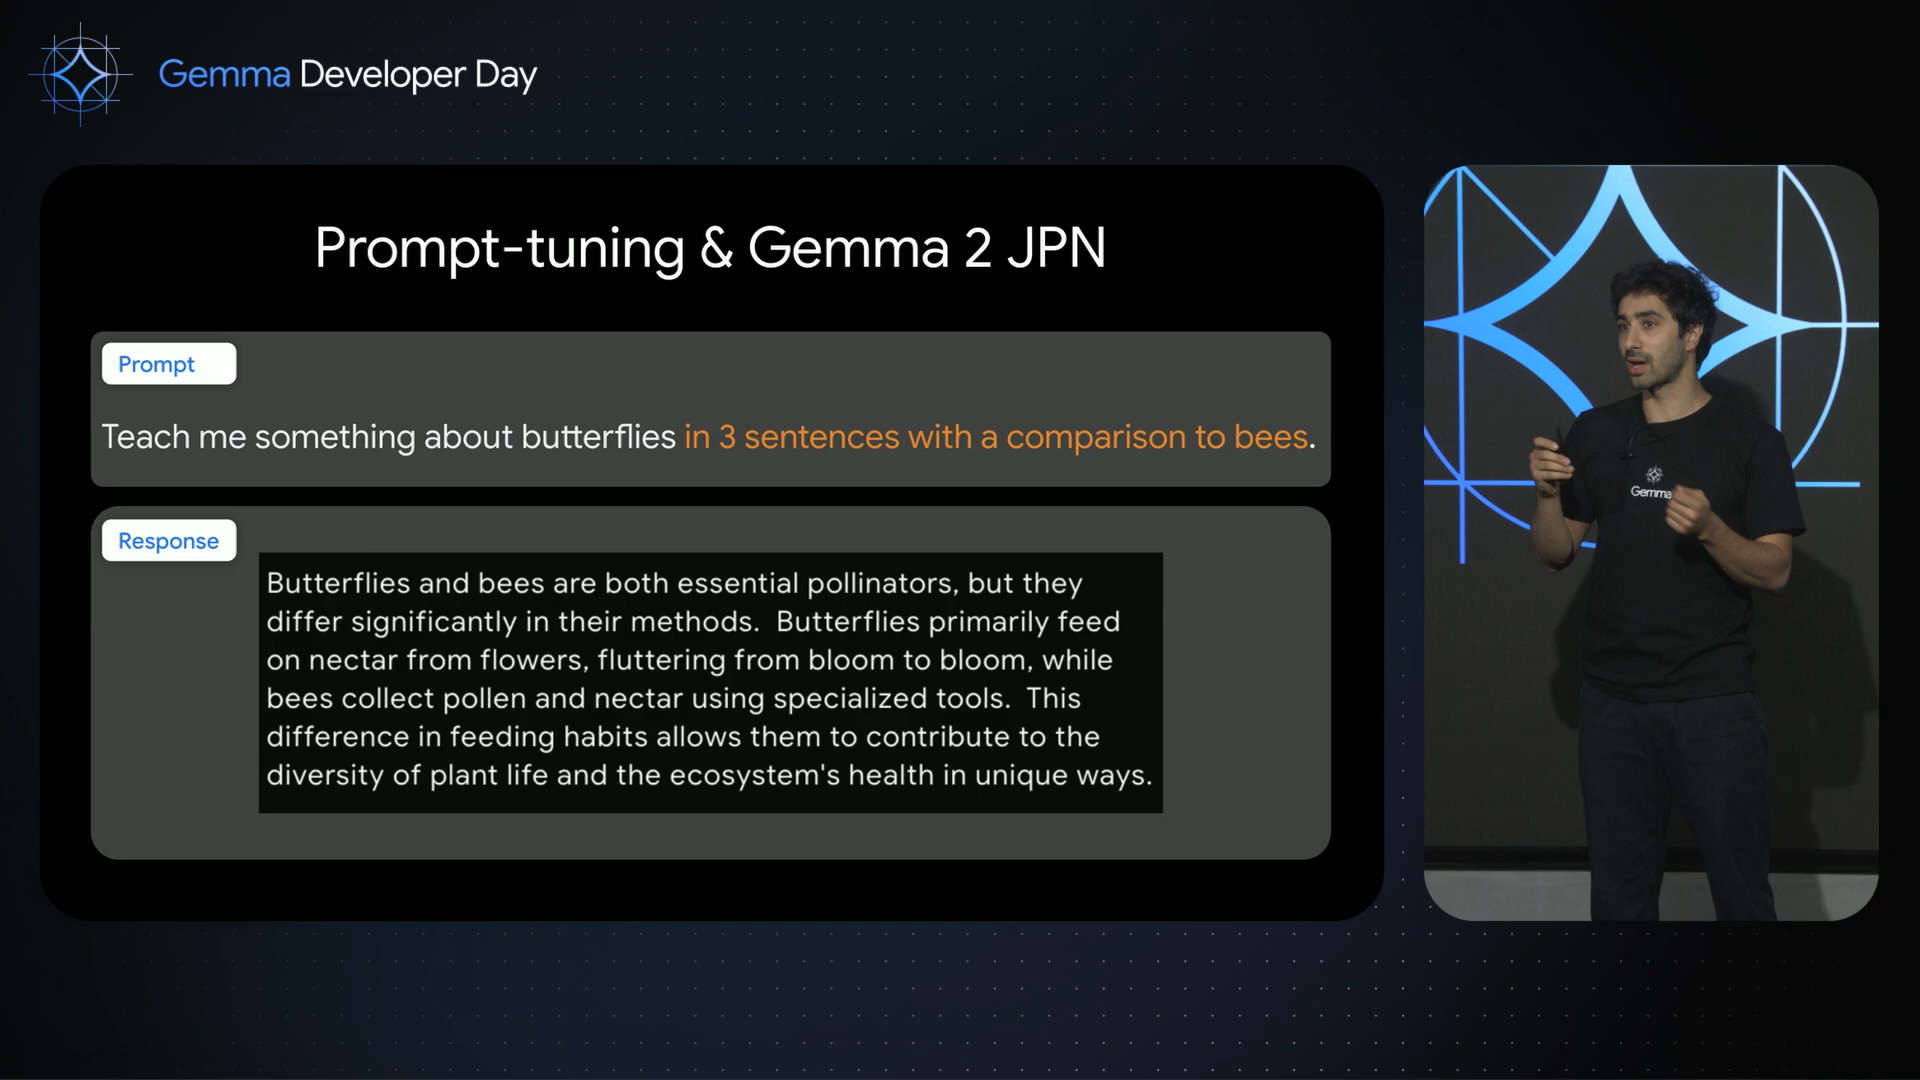 Gemma Developer Day
Prompt-tuning & Gemma 2 JPN
Prompt
Teach me something about butterflies in 3 sentences with a comparison to bees.
Response
Butterflies and bees are both essential pollinators, but they
differ significantly in their methods.  Butterflies primarily feed
on nectar from flowers, fluttering from bloom to bloom, while
bees collect pollen and nectar using specialized tools.  This
difference in feeding habits allows them to contribute to the
diversity of plant life and the ecosystem's health in unique ways.
Gemma